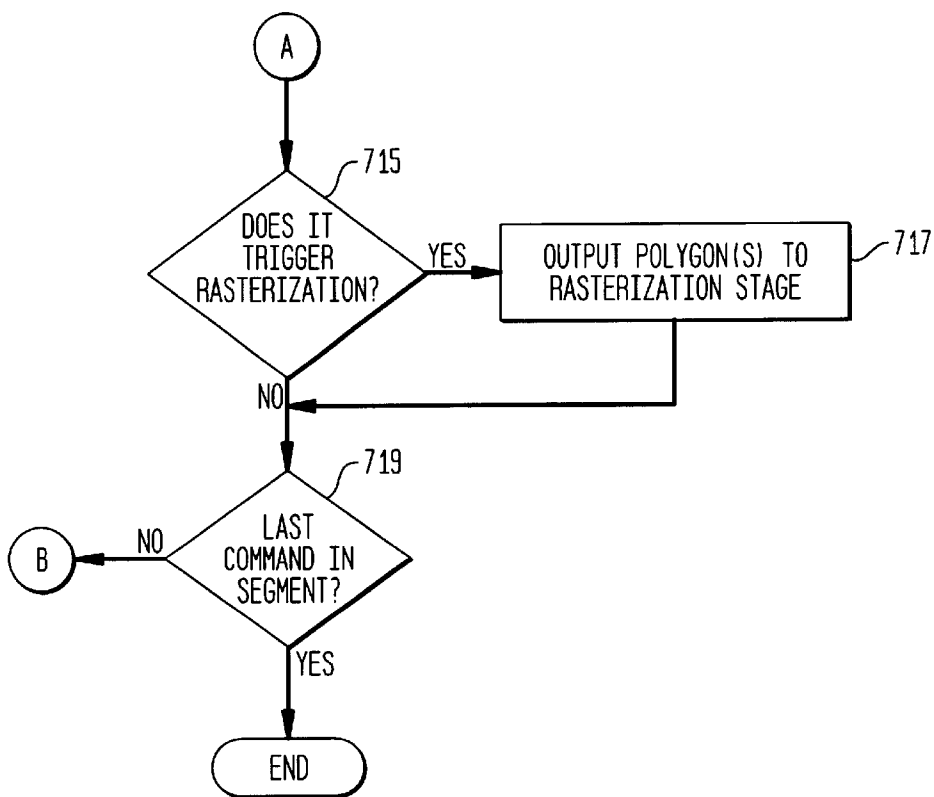 A
715
DOES IT
TRIGGER
RASTERIZATION?
YES
OUTPUT POLYGON(S) TO
RASTERIZATION STAGE
717
NO
719
LAST
COMMAND IN
SEGMENT?
NO
B
YES
END